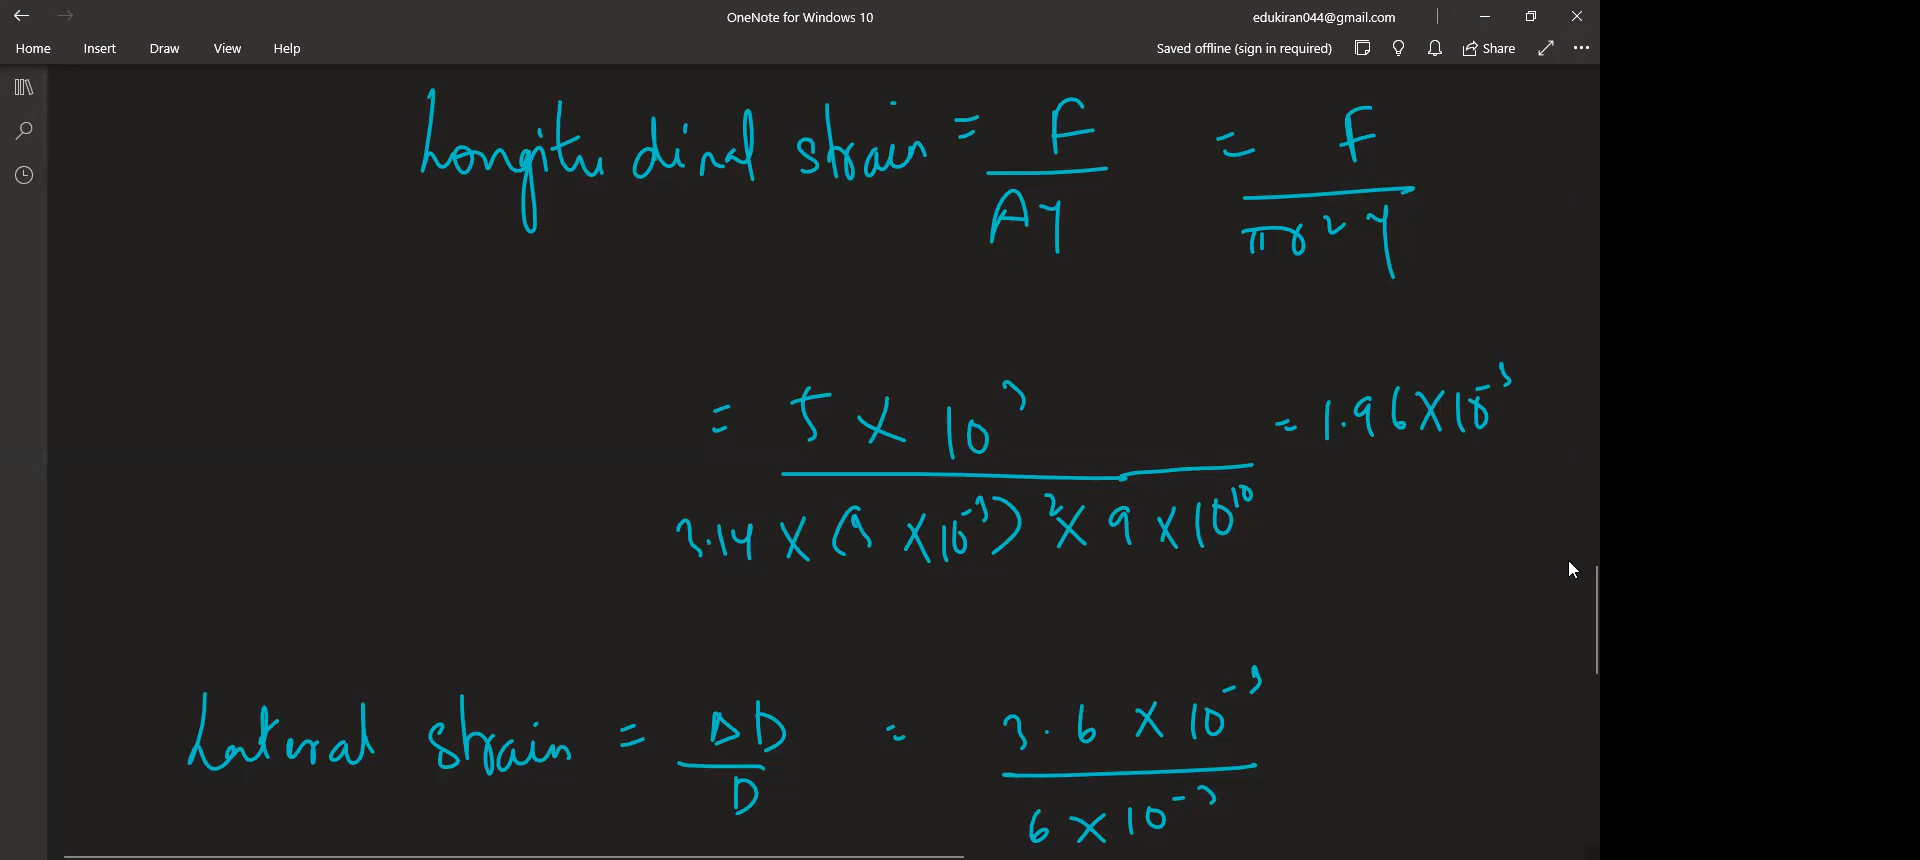 OneNote for Windows 10
edukiran044@gmail.com
Home Insert Draw View Help
Saved offline (sign in required) Share
Longitudinal strain = F / AY = F / πr²Y
= 5 × 10³ / 3.14 × (3 × 10⁻³)² × 9 × 10¹⁰ = 1.96 × 10⁻³
Lateral strain = ΔD / D = 3.6 × 10⁻³ / 6 × 10⁻³